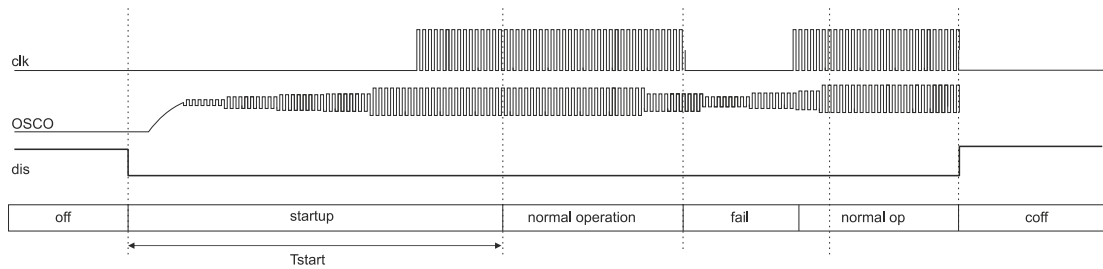 clk
OSCO
dis
off
startup
normal operation
fail
normal op
coff
Tstart